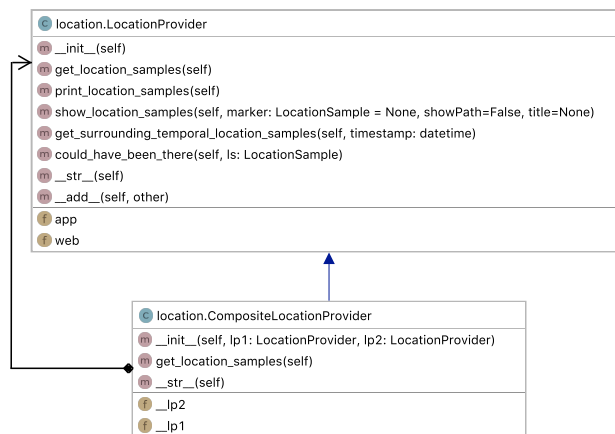 C location.LocationProvider
m __init__(self)
m get_location_samples(self)
m print_location_samples(self)
m show_location_samples(self, marker: LocationSample = None, showPath=False, title=None)
m get_surrounding_temporal_location_samples(self, timestamp: datetime)
m could_have_been_there(self, ls: LocationSample)
m __str__(self)
m __add__(self, other)
f app
f web
C location.CompositeLocationProvider
m __init__(self, lp1: LocationProvider, lp2: LocationProvider)
m get_location_samples(self)
m __str__(self)
f __lp2
f __lp1